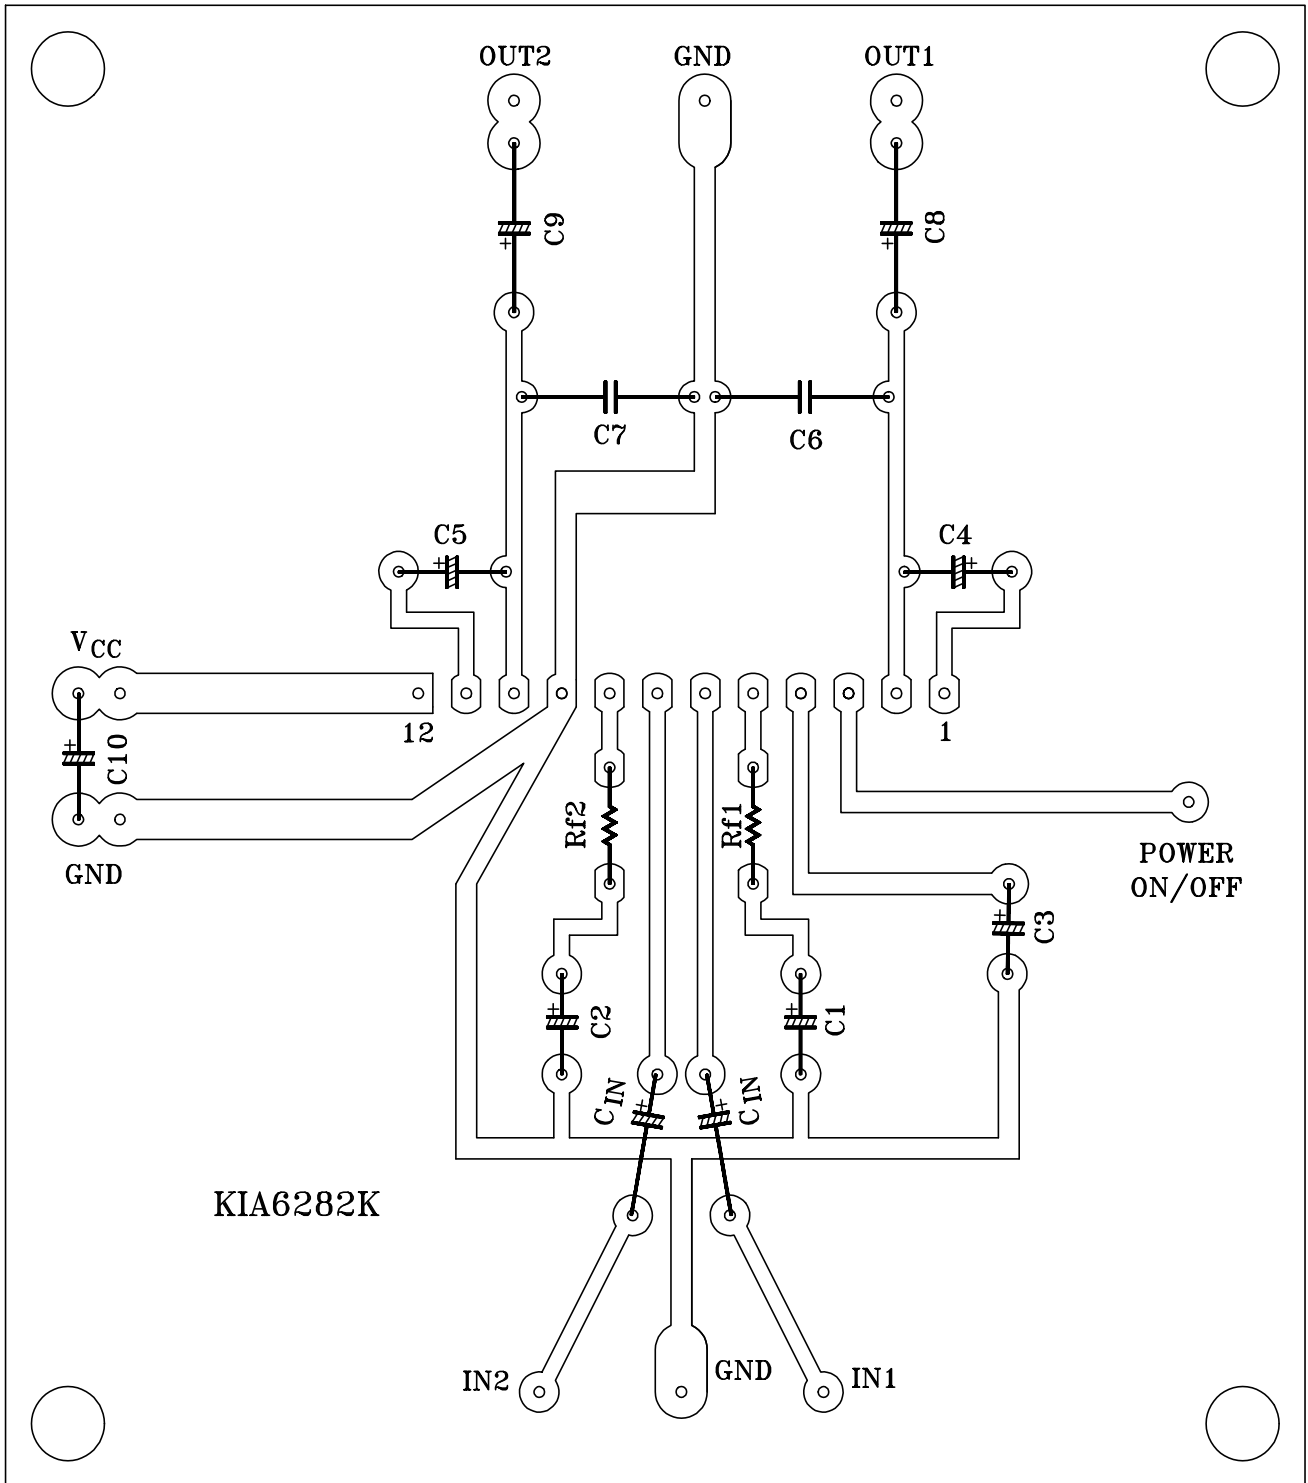 OUT2
GND
OUT1
C9
C8
C7
C6
C5
C4
VCC
12
1
C10
Rf2
Rf1
GND
POWER
ON/OFF
C3
C2
C1
CIN
CIN
KIA6282K
IN2
GND
IN1